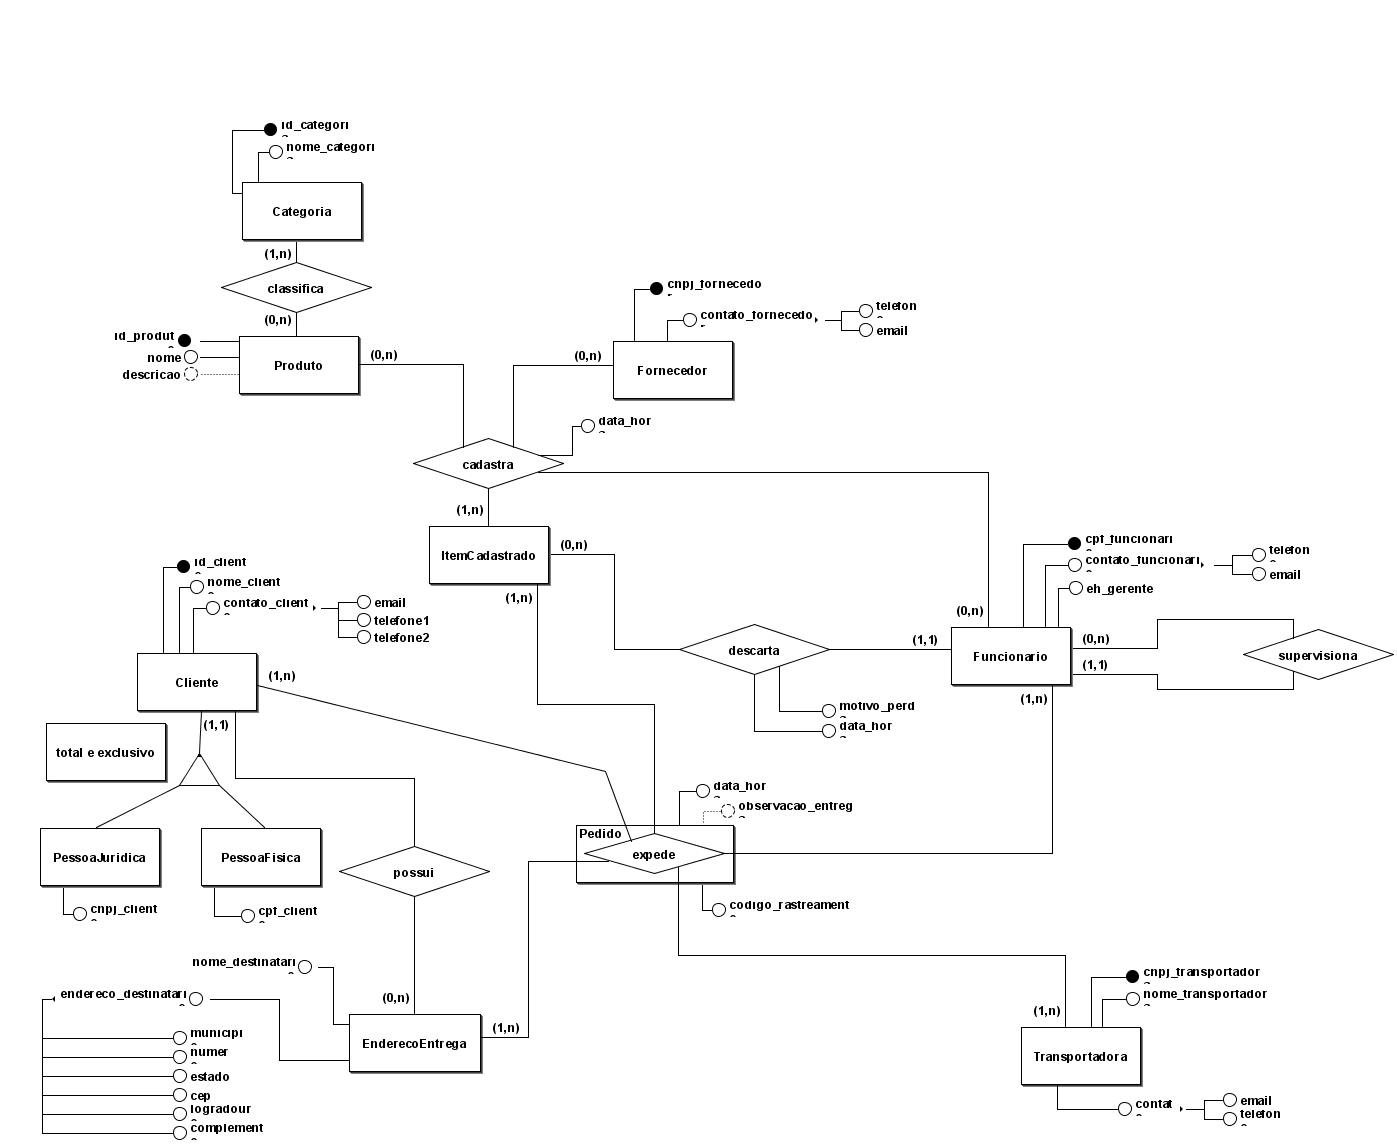 id_categori
nome_categori
Categoria
(1,n)
classifica
(0,n)
id_produt
nome
descricao
Produto
(0,n)
cnpj_fornecedo
contato_fornecedo
telefon
email
(0,n)
Fornecedor
data_hor
cadastra
(1,n)
ItemCadastrado
(0,n)
(1,n)
id_client
nome_client
contato_client
email
telefone1
telefone2
Cliente
(1,n)
(1,1)
total e exclusivo
PessoaJuridica
PessoaFisica
cnpj_client
cpf_client
possui
(0,n)
descarta
(1,1)
motivo_perd
data_hor
cpf_funcionari
contato_funcionari
telefon
email
eh_gerente
(0,n)
Funcionario
(0,n)
(1,1)
supervisiona
(1,n)
data_hor
observacao_entreg
Pedido
expede
codigo_rastreament
nome_destinatari
endereco_destinatari
municipi
numer
estado
cep
logradour
complement
EnderecoEntrega
(1,n)
cnpj_transportador
nome_transportador
(1,n)
Transportadora
contat
email
telefon